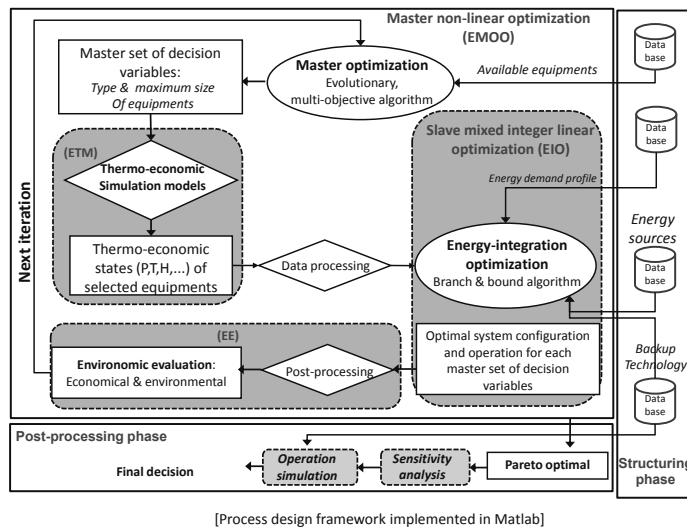 Master non-linear optimization
(EMOO)
Master set of decision
variables:
Type & maximum size
Of equipments
Master optimization
Evolutionary,
multi-objective algorithm
Available equipments
Data
base
Data
base
(ETM)
Thermo-economic
Simulation models
Slave mixed integer linear
optimization (EIO)
Energy demand profile
Next iteration
Thermo-economic
states (P,T,H,...) of
selected equipments
Data processing
Energy-integration
optimization
Branch & bound algorithm
Energy
sources
Data
base
(EE)
Environomic evaluation:
Economical & environmental
Post-processing
Optimal system configuration
and operation for each
master set of decision
variables
Backup
Technology
Data
base
Post-processing phase
Final decision
Operation
simulation
Sensitivity
analysis
Pareto optimal
Structuring
phase
[Process design framework implemented in Matlab]